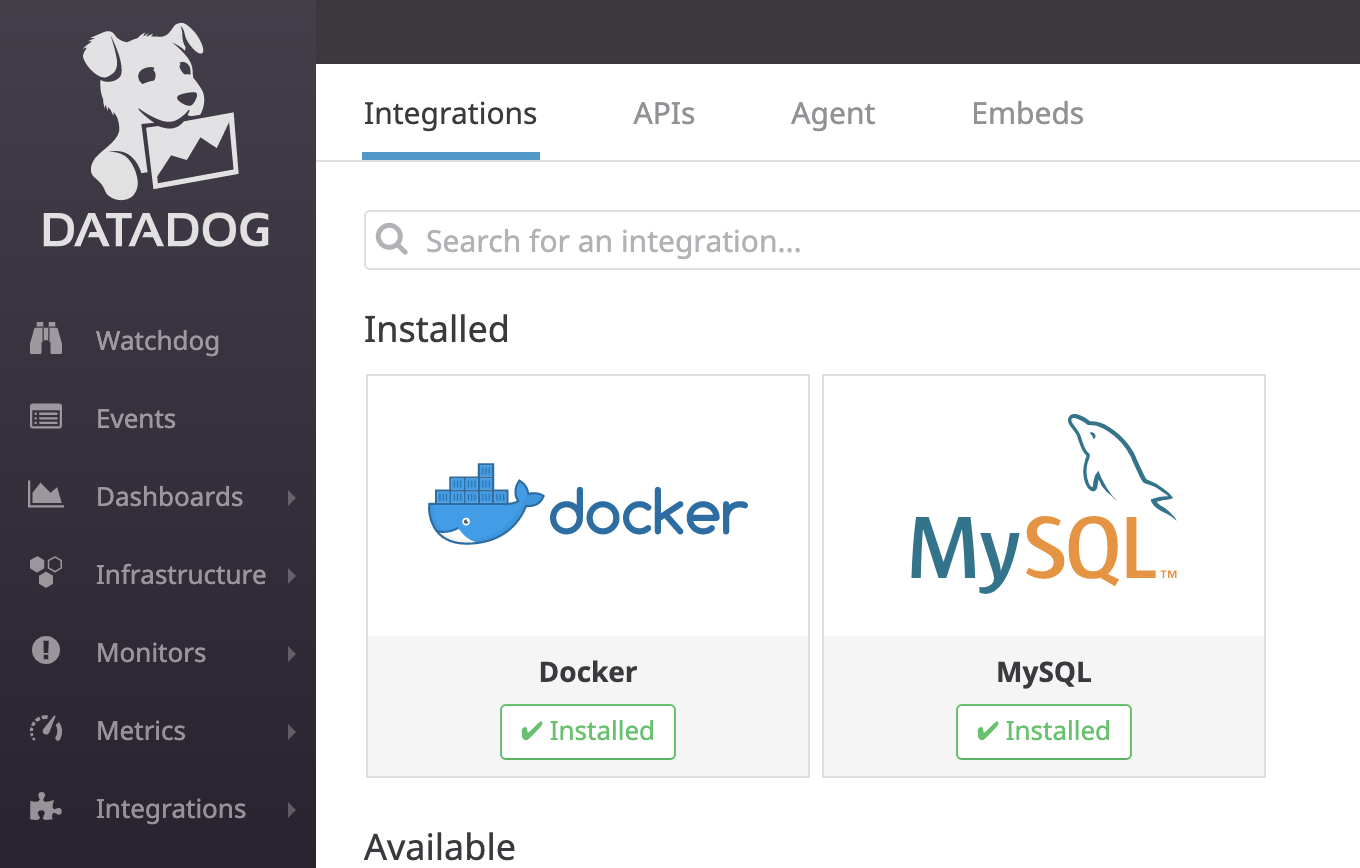 DATADOG
Watchdog
Events
Dashboards
Infrastructure
Monitors
Metrics
Integrations
Integrations APIs Agent Embeds
Search for an integration...
Installed
docker
MySQL™
Docker
✔ Installed
MySQL
✔ Installed
Available